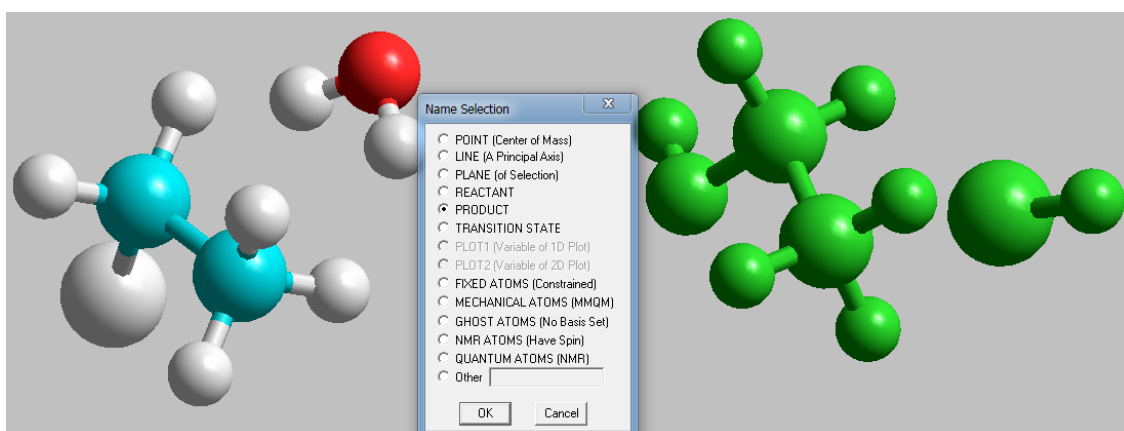 Name Selection
POINT (Center of Mass)
LINE (A Principal Axis)
PLANE (of Selection)
REACTANT
PRODUCT
TRANSITION STATE
PLOT1 (Variable of 1D Plot)
PLOT2 (Variable of 2D Plot)
FIXED ATOMS (Constrained)
MECHANICAL ATOMS (MMQM)
GHOST ATOMS (No Basis Set)
NMR ATOMS (Have Spin)
QUANTUM ATOMS (NMR)
Other
OK Cancel